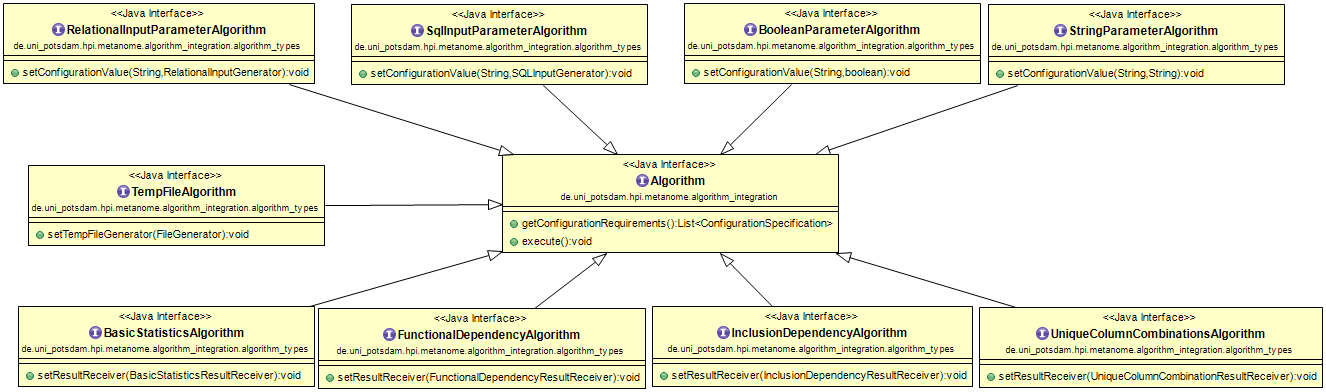 <<Java Interface>>
RelationalInputParameterAlgorithm
de.uni_potsdam.hpi.metanome.algorithm_integration.algorithm_types
setConfigurationValue(String,RelationalInputGenerator):void
<<Java Interface>>
SqlInputParameterAlgorithm
de.uni_potsdam.hpi.metanome.algorithm_integration.algorithm_types
setConfigurationValue(String,SQLInputGenerator):void
<<Java Interface>>
BooleanParameterAlgorithm
de.uni_potsdam.hpi.metanome.algorithm_integration.algorithm_types
setConfigurationValue(String,boolean):void
<<Java Interface>>
StringParameterAlgorithm
de.uni_potsdam.hpi.metanome.algorithm_integration.algorithm_types
setConfigurationValue(String,String):void
<<Java Interface>>
TempFileAlgorithm
de.uni_potsdam.hpi.metanome.algorithm_integration.algorithm_types
setTempFileGenerator(FileGenerator):void
<<Java Interface>>
Algorithm
de.uni_potsdam.hpi.metanome.algorithm_integration
getConfigurationRequirements():List<ConfigurationSpecification>
execute():void
<<Java Interface>>
BasicStatisticsAlgorithm
de.uni_potsdam.hpi.metanome.algorithm_integration.algorithm_types
setResultReceiver(BasicStatisticsResultReceiver):void
<<Java Interface>>
FunctionalDependencyAlgorithm
de.uni_potsdam.hpi.metanome.algorithm_integration.algorithm_types
setResultReceiver(FunctionalDependencyResultReceiver):void
<<Java Interface>>
InclusionDependencyAlgorithm
de.uni_potsdam.hpi.metanome.algorithm_integration.algorithm_types
setResultReceiver(InclusionDependencyResultReceiver):void
<<Java Interface>>
UniqueColumnCombinationsAlgorithm
de.uni_potsdam.hpi.metanome.algorithm_integration.algorithm_types
setResultReceiver(UniqueColumnCombinationResultReceiver):void